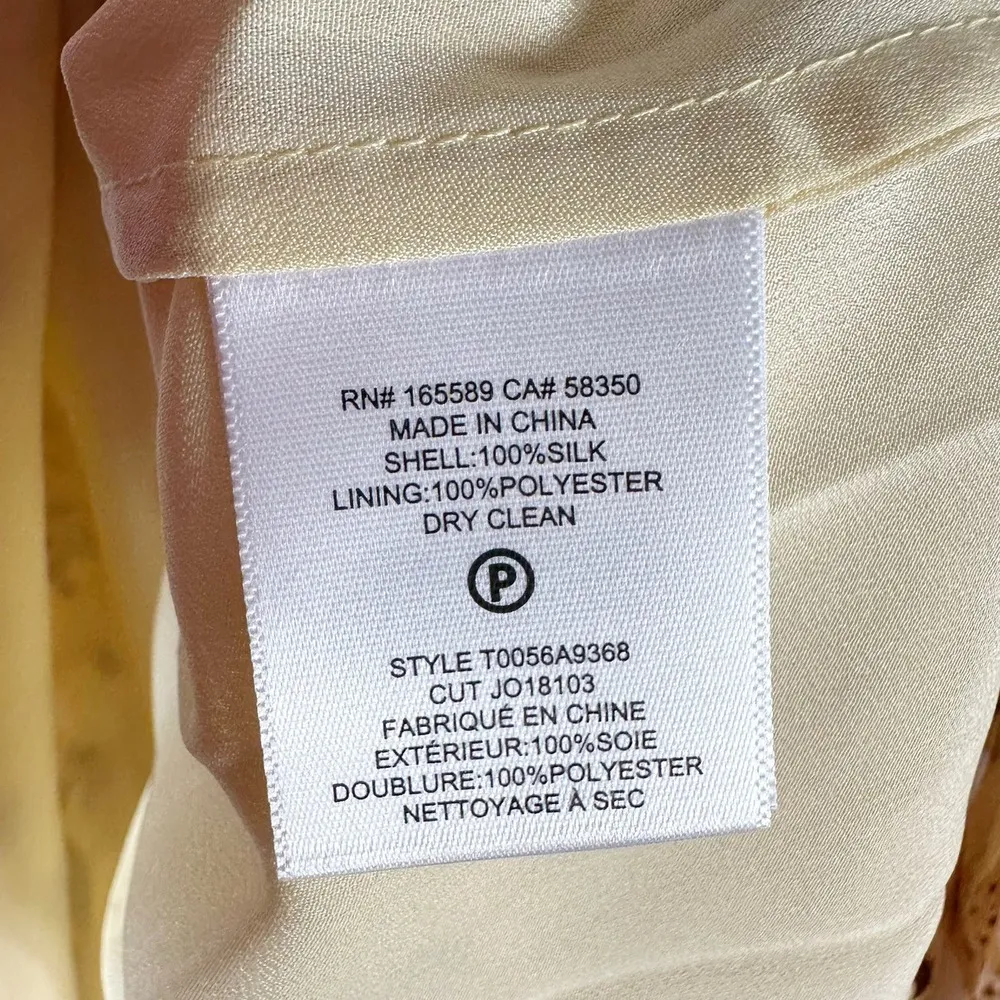 RN# 165589 CA# 58350
MADE IN CHINA
SHELL:100%SILK
LINING:100%POLYESTER
DRY CLEAN
P
STYLE T0056A9368
CUT JO18103
FABRIQUÉ EN CHINE
EXTÉRIEUR:100%SOIE
DOUBLURE:100%POLYESTER
NETTOYAGE À SEC